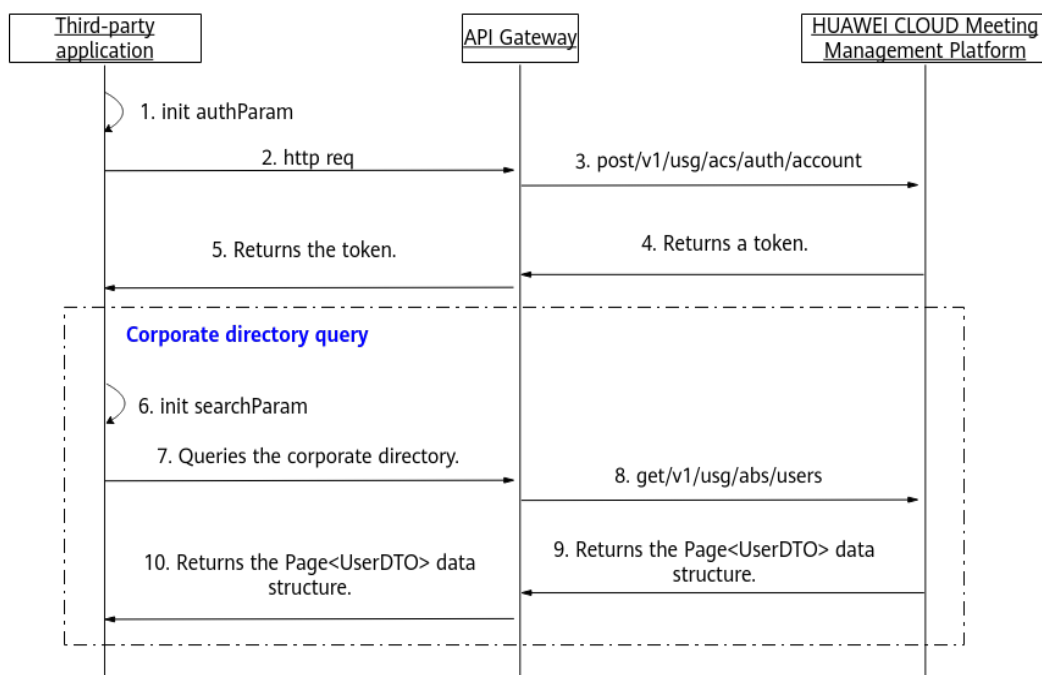 Third-party
application
API Gateway
HUAWEI CLOUD Meeting
Management Platform
1. init authParam
2. http req
3. post/v1/usg/acs/auth/account
4. Returns a token.
5. Returns the token.
Corporate directory query
6. init searchParam
7. Queries the corporate directory.
8. get/v1/usg/abs/users
9. Returns the Page<UserDTO> data
structure.
10. Returns the Page<UserDTO> data
structure.